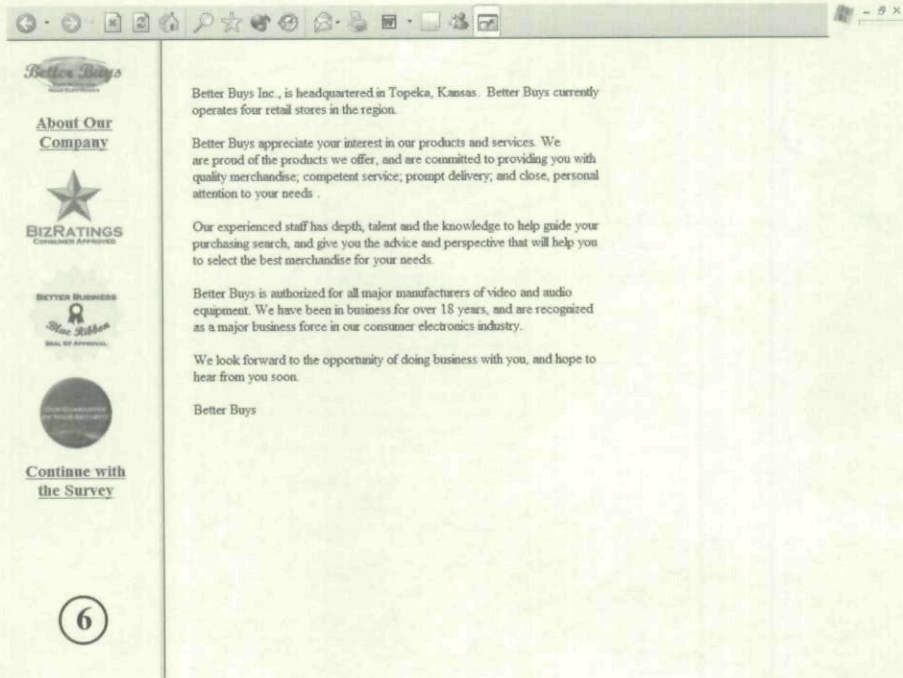 Better Buys
About Our
Company
BIZRATINGS
CONSUMER APPROVED
BETTER BUSINESS
Blue Ribbon
SEAL OF APPROVAL
Continue with
the Survey
6
Better Buys Inc., is headquartered in Topeka, Kansas. Better Buys currently
operates four retail stores in the region.
Better Buys appreciate your interest in our products and services. We
are proud of the products we offer, and are committed to providing you with
quality merchandise; competent service; prompt delivery; and close, personal
attention to your needs .
Our experienced staff has depth, talent and the knowledge to help guide your
purchasing search, and give you the advice and perspective that will help you
to select the best merchandise for your needs.
Better Buys is authorized for all major manufacturers of video and audio
equipment. We have been in business for over 18 years, and are recognized
as a major business force in our consumer electronics industry.
We look forward to the opportunity of doing business with you, and hope to
hear from you soon.
Better Buys